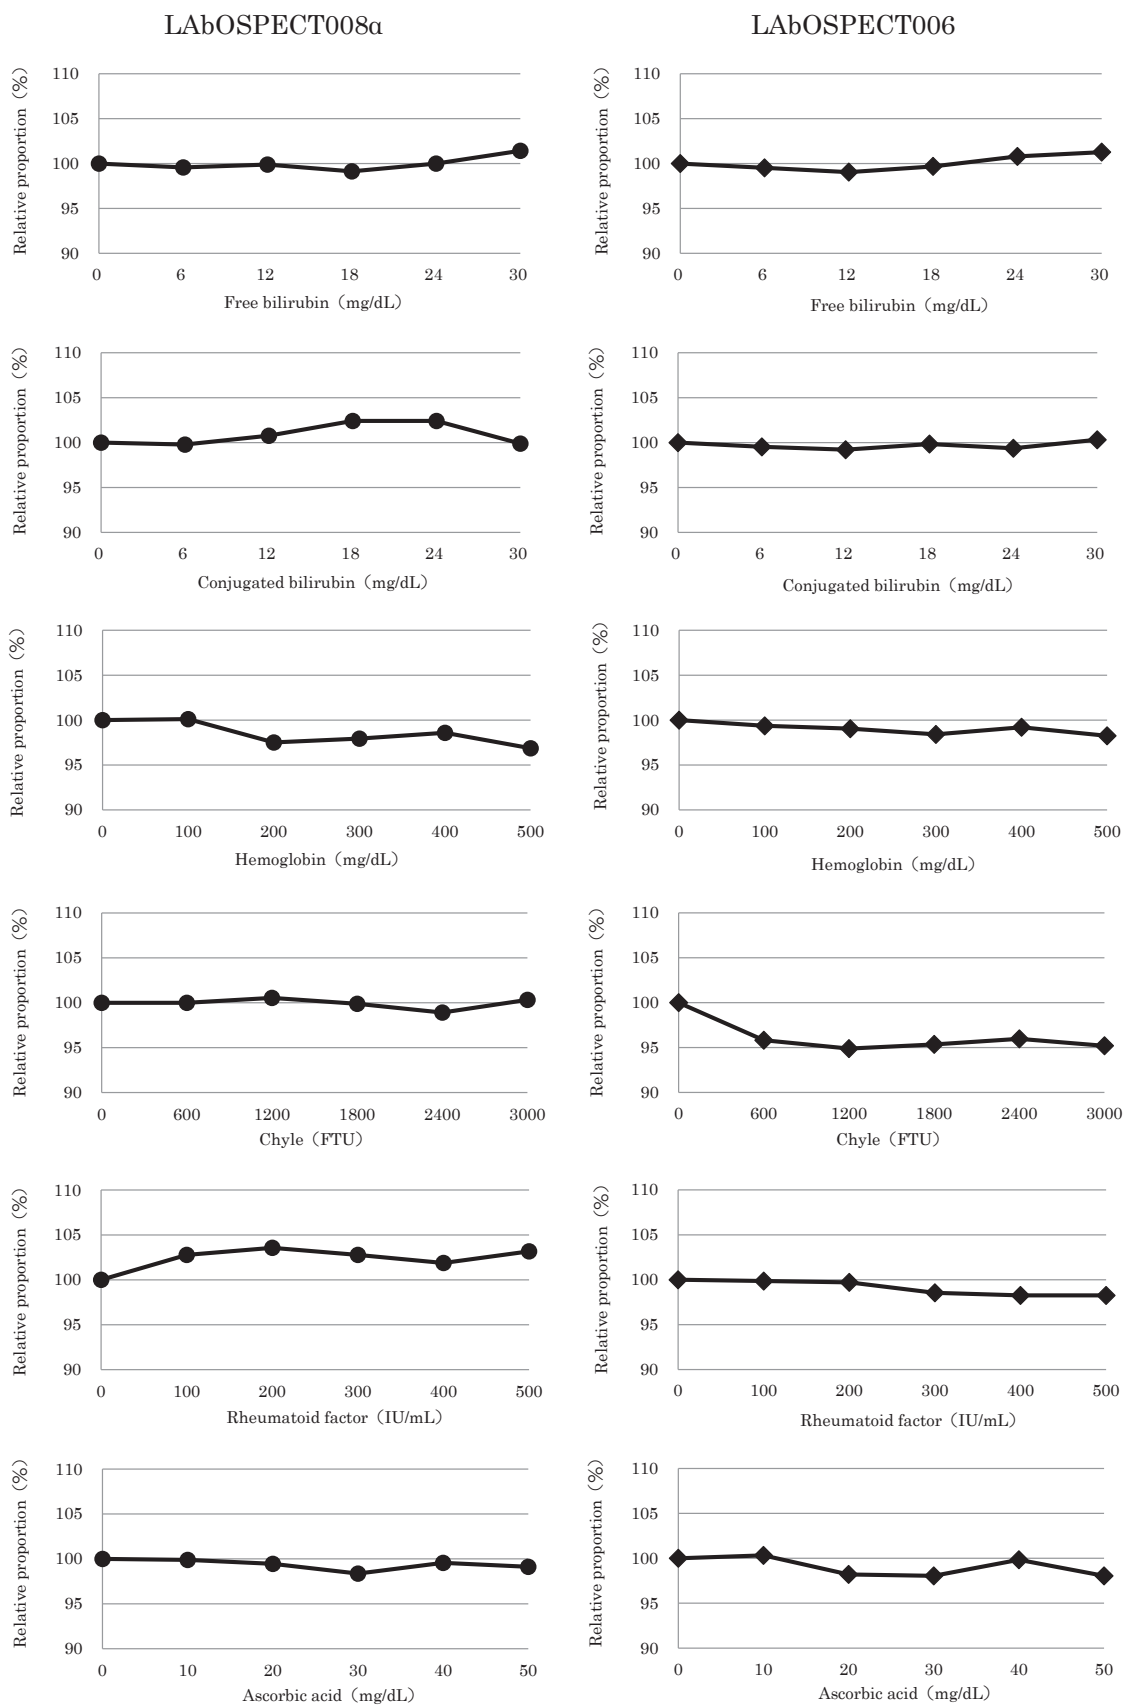 LAbOSPECT008α
LAbOSPECT006
Relative proportion (%)
110
105
100
95
90
0 6 12 18 24 30
Free bilirubin (mg/dL)
Relative proportion (%)
110
105
100
95
90
0 6 12 18 24 30
Free bilirubin (mg/dL)
Relative proportion (%)
110
105
100
95
90
0 6 12 18 24 30
Conjugated bilirubin (mg/dL)
Relative proportion (%)
110
105
100
95
90
0 6 12 18 24 30
Conjugated bilirubin (mg/dL)
Relative proportion (%)
110
105
100
95
90
0 100 200 300 400 500
Hemoglobin (mg/dL)
Relative proportion (%)
110
105
100
95
90
0 100 200 300 400 500
Hemoglobin (mg/dL)
Relative proportion (%)
110
105
100
95
90
0 600 1200 1800 2400 3000
Chyle (FTU)
Relative proportion (%)
110
105
100
95
90
0 600 1200 1800 2400 3000
Chyle (FTU)
Relative proportion (%)
110
105
100
95
90
0 100 200 300 400 500
Rheumatoid factor (IU/mL)
Relative proportion (%)
110
105
100
95
90
0 100 200 300 400 500
Rheumatoid factor (IU/mL)
Relative proportion (%)
110
105
100
95
90
0 10 20 30 40 50
Ascorbic acid (mg/dL)
Relative proportion (%)
110
105
100
95
90
0 10 20 30 40 50
Ascorbic acid (mg/dL)